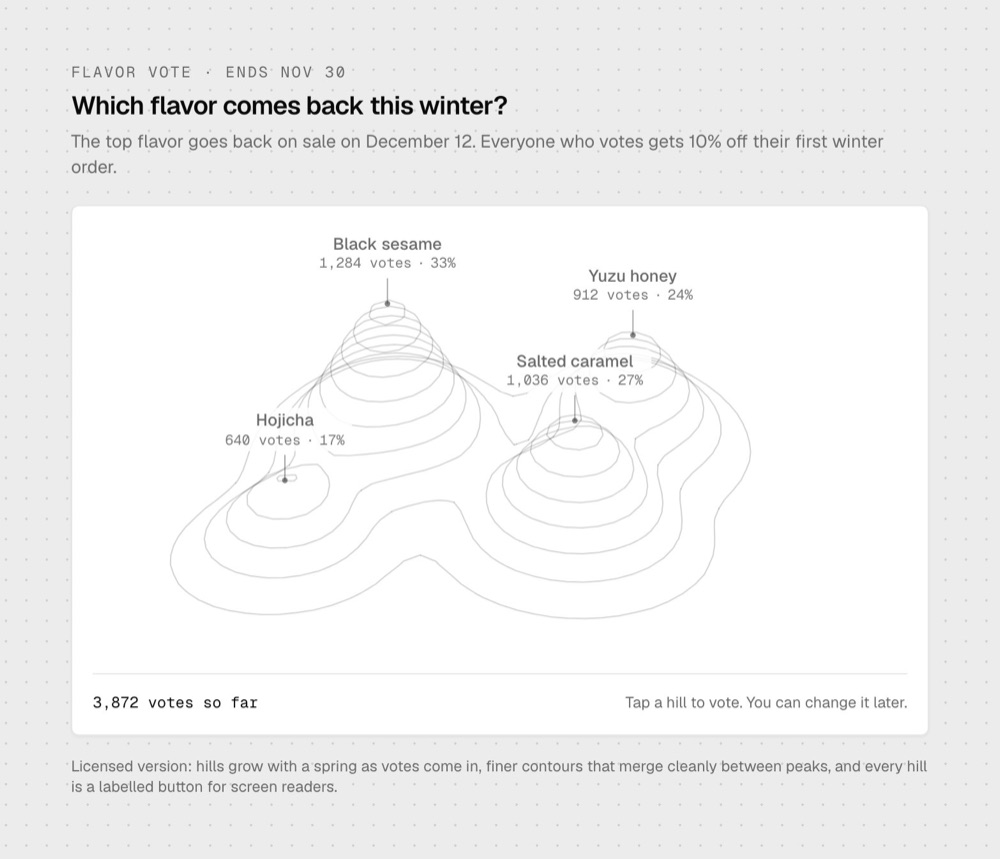 FLAVOR VOTE · ENDS NOV 30
Which flavor comes back this winter?
The top flavor goes back on sale on December 12. Everyone who votes gets 10% off their first winter
order.
Black sesame
1,284 votes · 33%
Yuzu honey
912 votes · 24%
Salted caramel
1,036 votes · 27%
Hojicha
640 votes · 17%
3,872 votes so far
Tap a hill to vote. You can change it later.
Licensed version: hills grow with a spring as votes come in, finer contours that merge cleanly between peaks, and every hill
is a labelled button for screen readers.